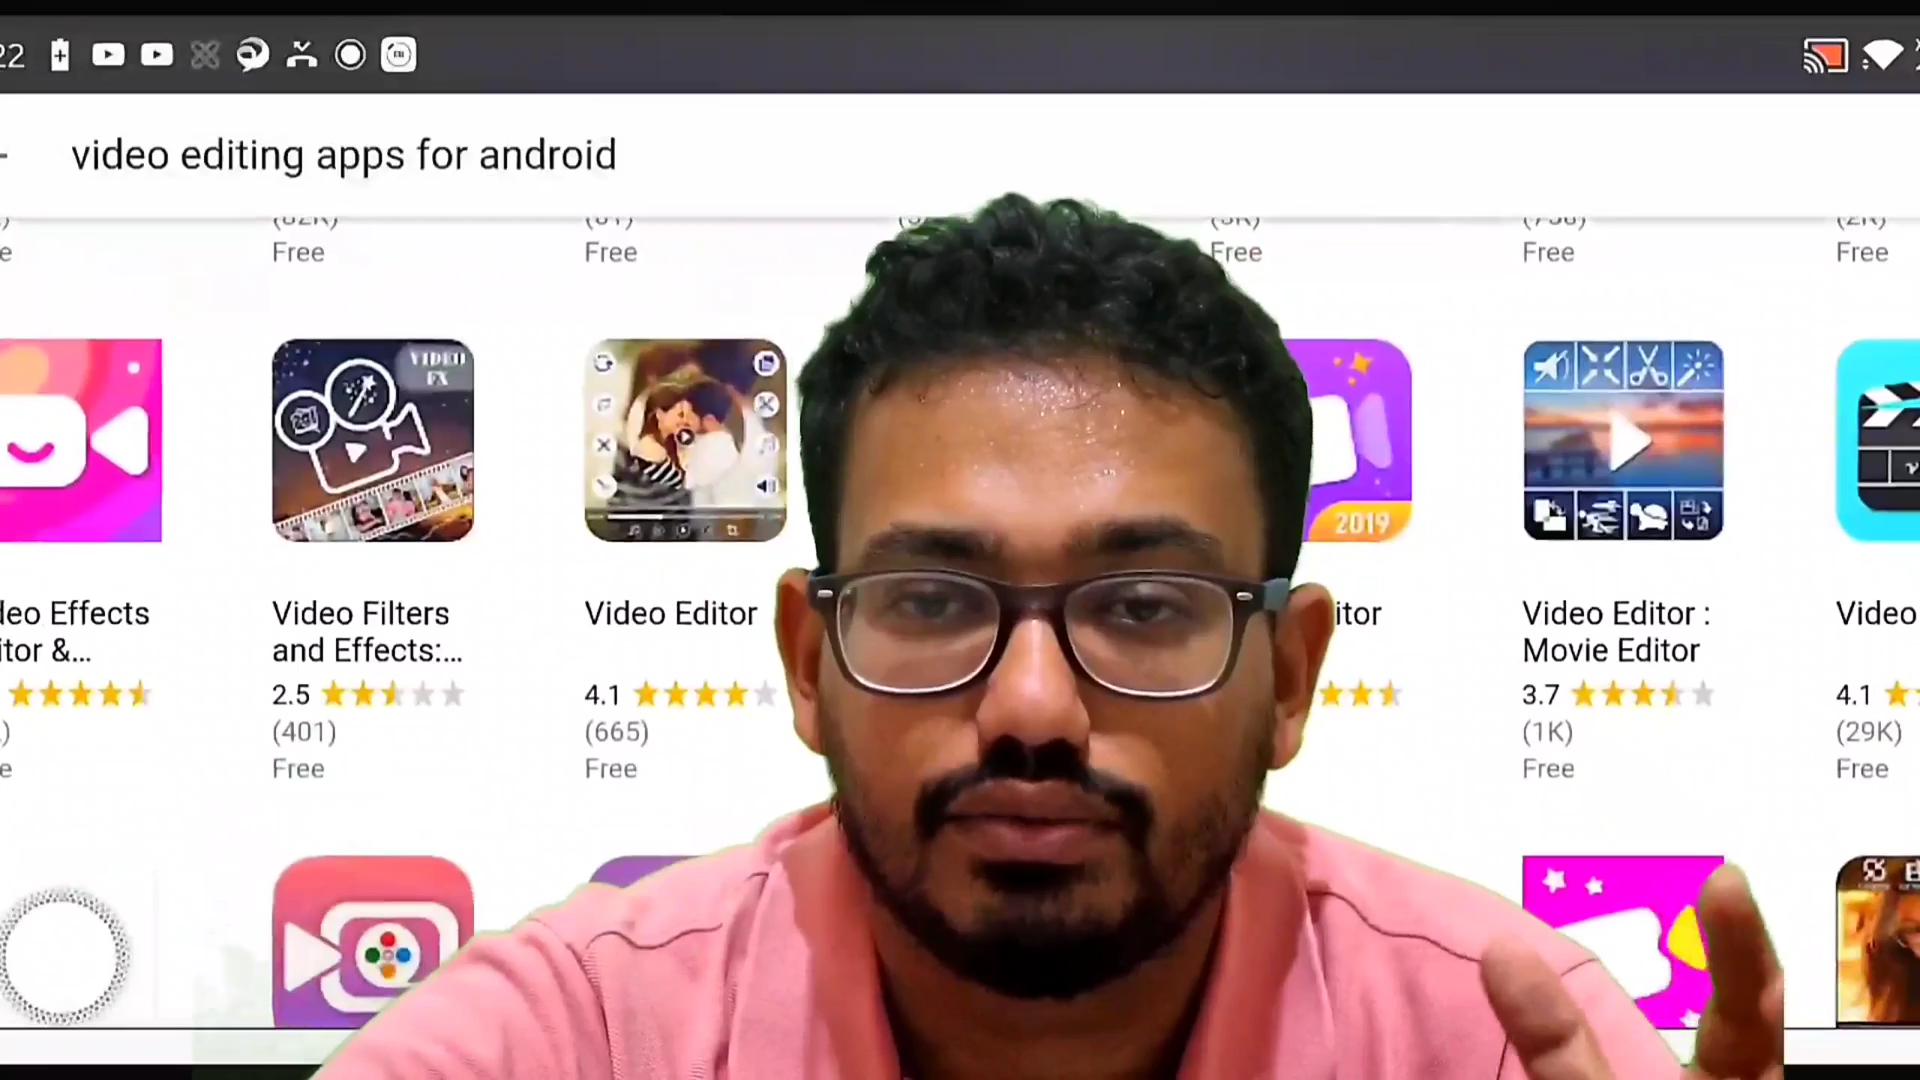 22
video editing apps for android
Free
Free
Free
Free
Free
VIDEO
FX
2019
deo Effects
itor &...
Video Filters
and Effects:...
2.5
(401)
Free
Video Editor
4.1
(665)
Free
itor
Video Editor :
Movie Editor
3.7
(1K)
Free
Video
4.1
(29K)
Free